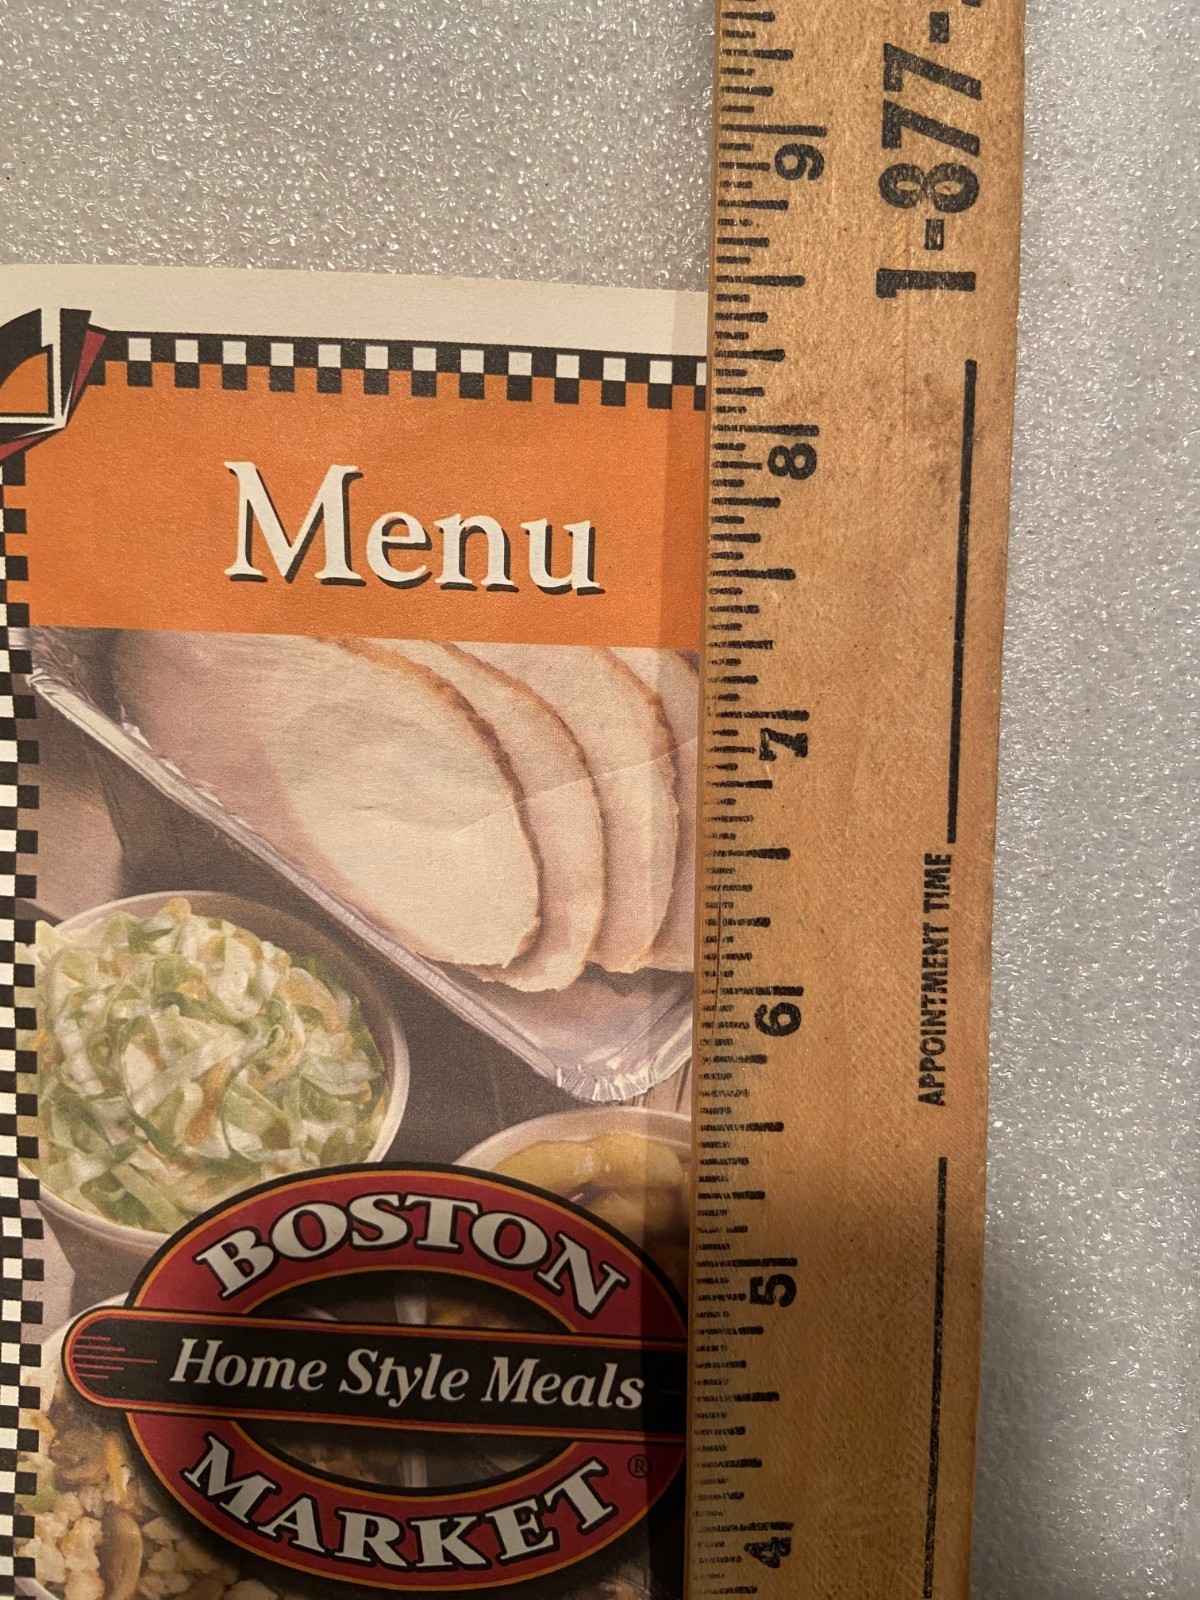 Menu
BOSTON
Home Style Meals
MARKET®
1-877-
APPOINTMENT TIME
9
8
7
6
5
4